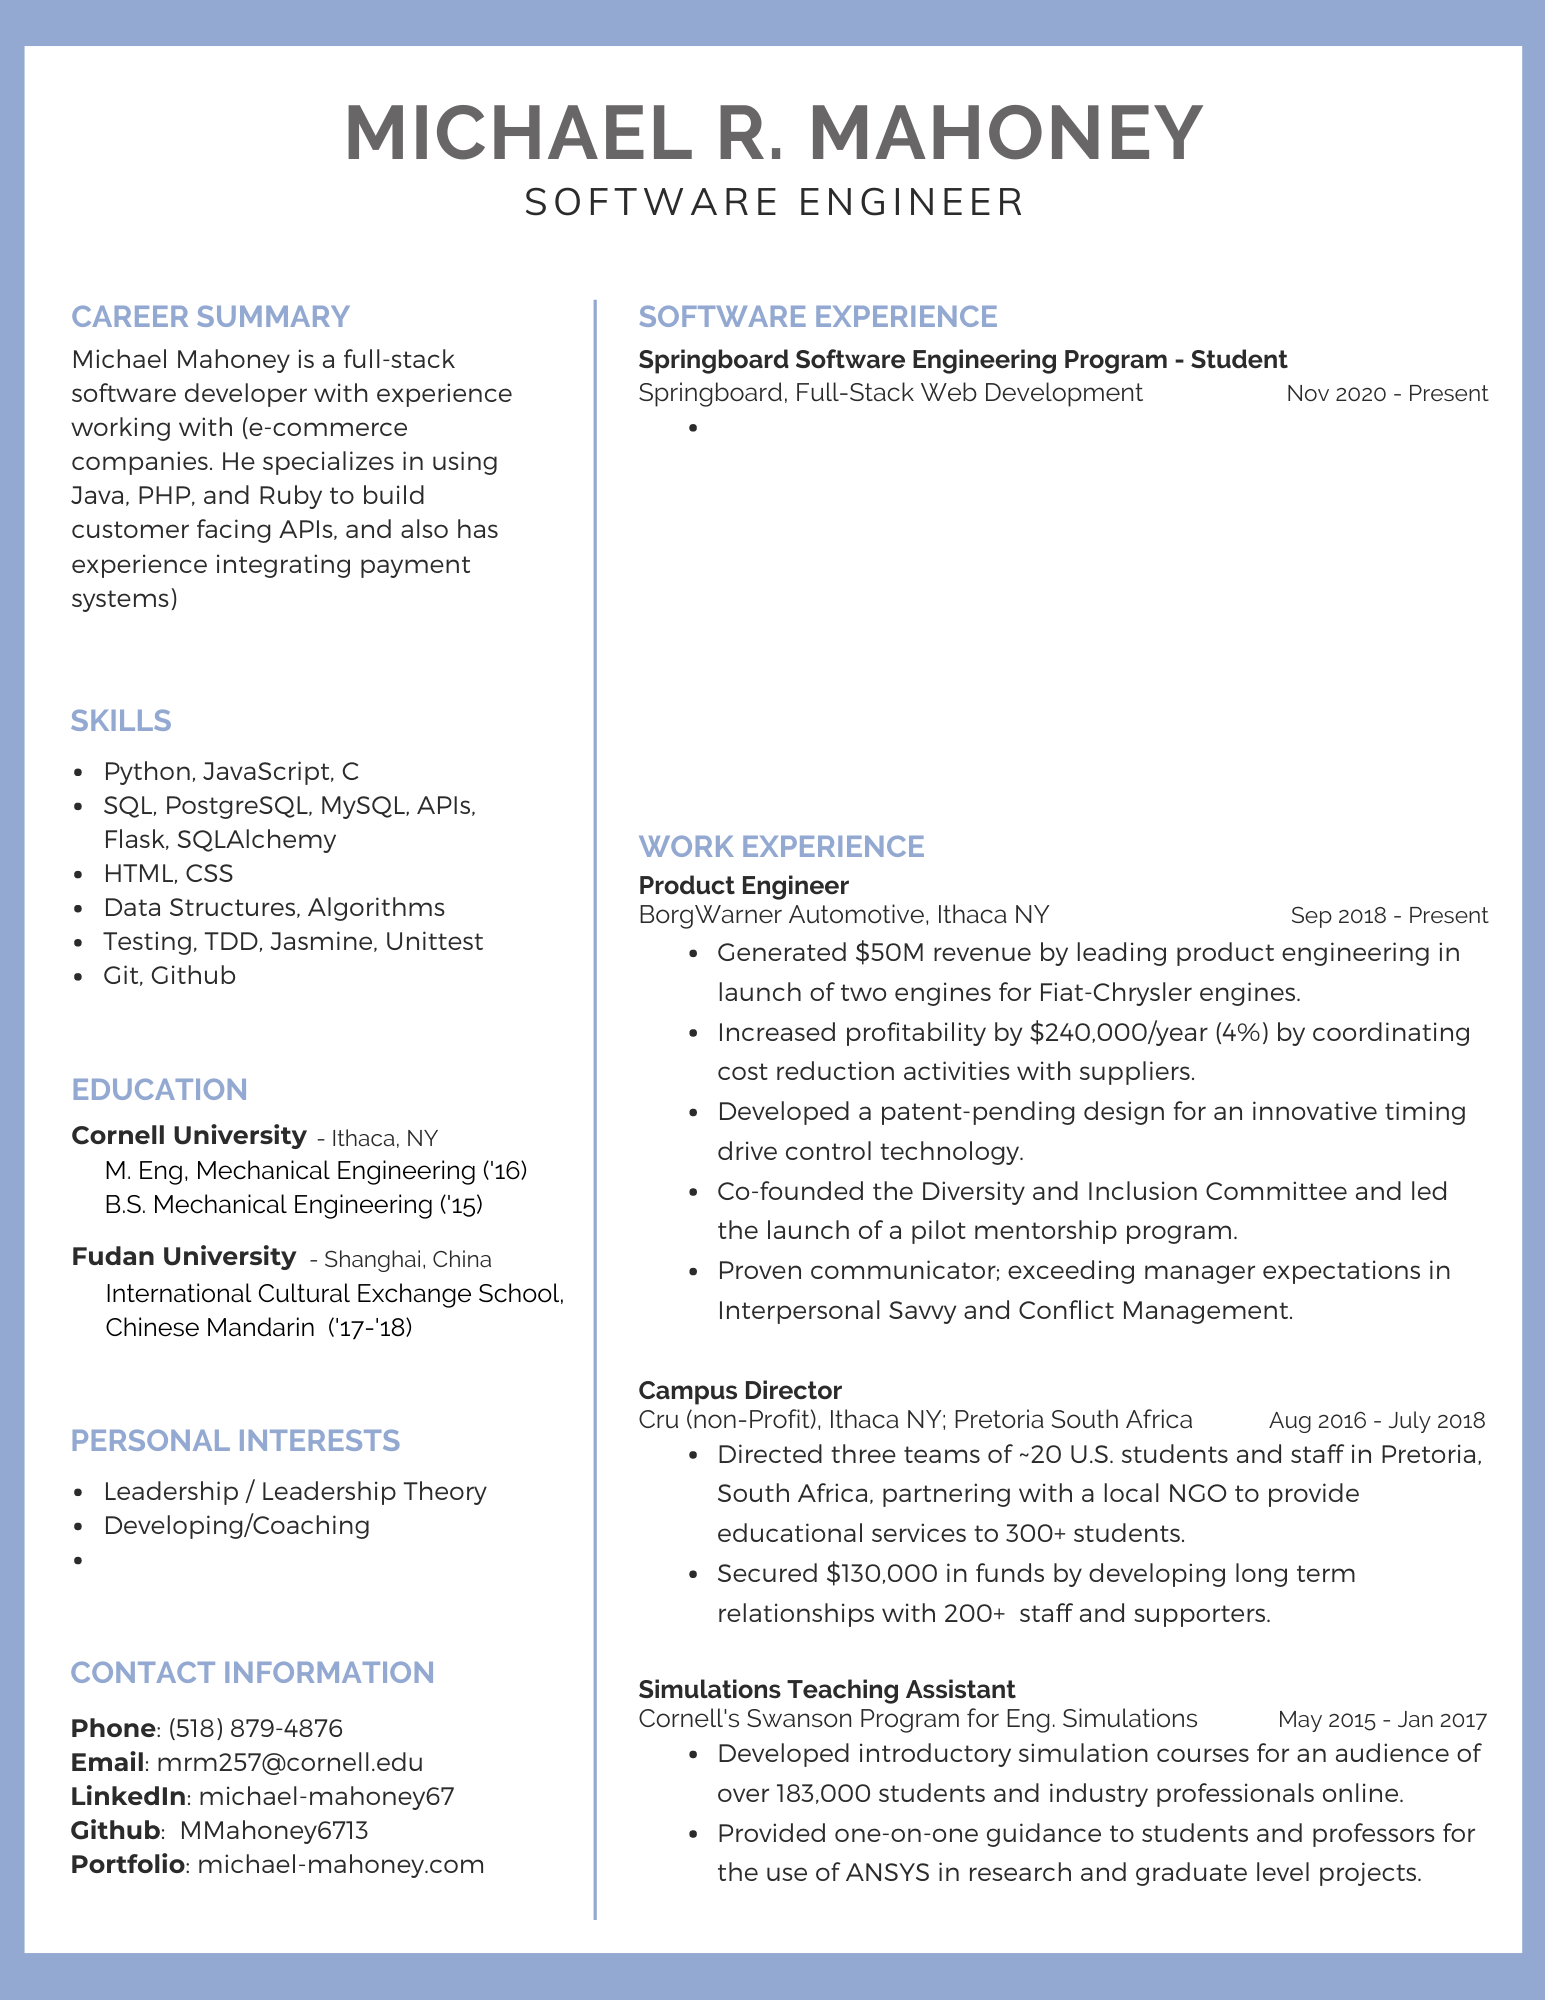 MICHAEL R. MAHONEY
SOFTWARE ENGINEER
CAREER SUMMARY
Michael Mahoney is a full-stack
software developer with experience
working with (e-commerce
companies. He specializes in using
Java, PHP, and Ruby to build
customer facing APIs, and also has
experience integrating payment
systems)
SKILLS
• Python, JavaScript, C
• SQL, PostgreSQL, MySQL, APIs,
Flask, SQLAlchemy
• HTML, CSS
• Data Structures, Algorithms
• Testing, TDD, Jasmine, Unittest
• Git, Github
EDUCATION
Cornell University - Ithaca, NY
M. Eng, Mechanical Engineering ('16)
B.S. Mechanical Engineering ('15)
Fudan University - Shanghai, China
International Cultural Exchange School,
Chinese Mandarin ('17-'18)
PERSONAL INTERESTS
• Leadership / Leadership Theory
• Developing/Coaching
•
CONTACT INFORMATION
Phone: (518) 879-4876
Email: mrm257@cornell.edu
LinkedIn: michael-mahoney67
Github: MMahoney6713
Portfolio: michael-mahoney.com
SOFTWARE EXPERIENCE
Springboard Software Engineering Program - Student
Springboard, Full-Stack Web Development Nov 2020 - Present
•
WORK EXPERIENCE
Product Engineer
BorgWarner Automotive, Ithaca NY Sep 2018 - Present
• Generated $50M revenue by leading product engineering in
launch of two engines for Fiat-Chrysler engines.
• Increased profitability by $240,000/year (4%) by coordinating
cost reduction activities with suppliers.
• Developed a patent-pending design for an innovative timing
drive control technology.
• Co-founded the Diversity and Inclusion Committee and led
the launch of a pilot mentorship program.
• Proven communicator; exceeding manager expectations in
Interpersonal Savvy and Conflict Management.
Campus Director
Cru (non-Profit), Ithaca NY; Pretoria South Africa Aug 2016 - July 2018
• Directed three teams of ~20 U.S. students and staff in Pretoria,
South Africa, partnering with a local NGO to provide
educational services to 300+ students.
• Secured $130,000 in funds by developing long term
relationships with 200+ staff and supporters.
Simulations Teaching Assistant
Cornell's Swanson Program for Eng. Simulations May 2015 - Jan 2017
• Developed introductory simulation courses for an audience of
over 183,000 students and industry professionals online.
• Provided one-on-one guidance to students and professors for
the use of ANSYS in research and graduate level projects.